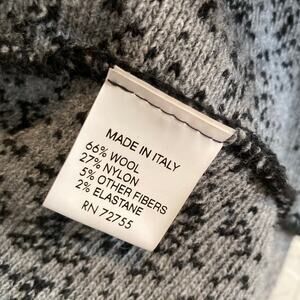 MADE IN ITALY
66% WOOL
27% NYLON
5% OTHER FIBERS
2% ELASTANE
RN 72755